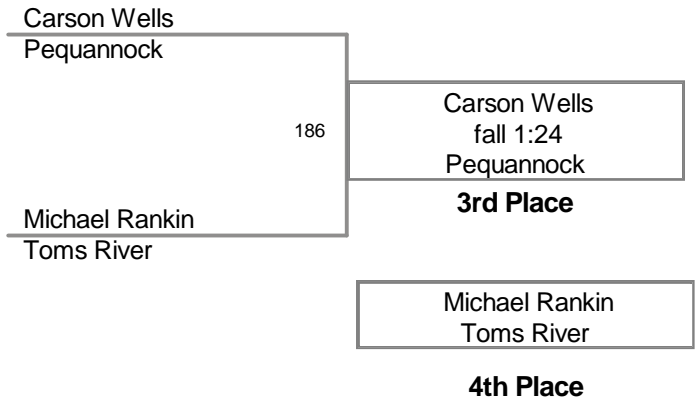 Carson Wells
Pequannock
186
Carson Wells
fall 1:24
Pequannock
3rd Place
Michael Rankin
Toms River
Michael Rankin
Toms River
4th Place